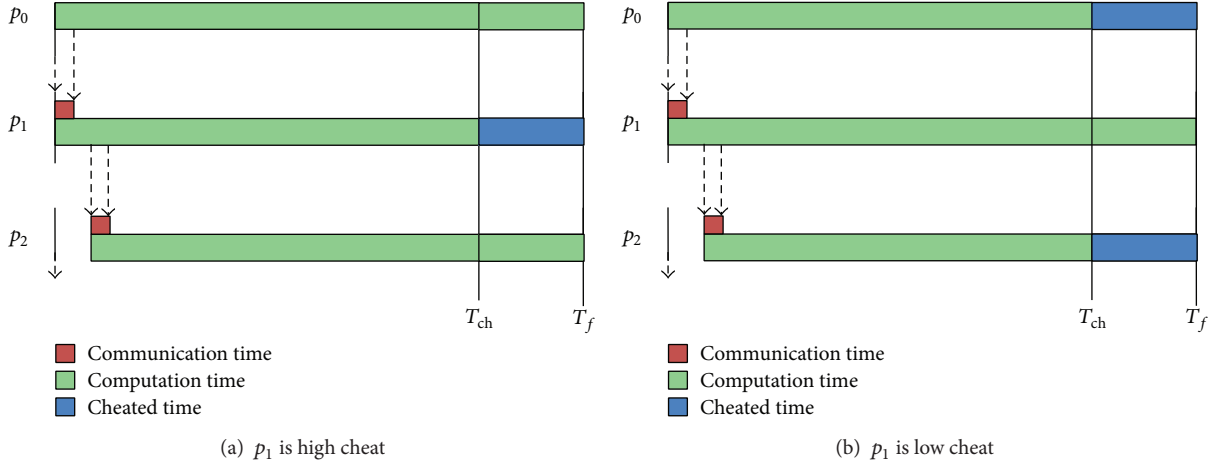 p0
p1
p2
Tch Tf
Communication time
Computation time
Cheated time
(a) p1 is high cheat
p0
p1
p2
Tch Tf
Communication time
Computation time
Cheated time
(b) p1 is low cheat